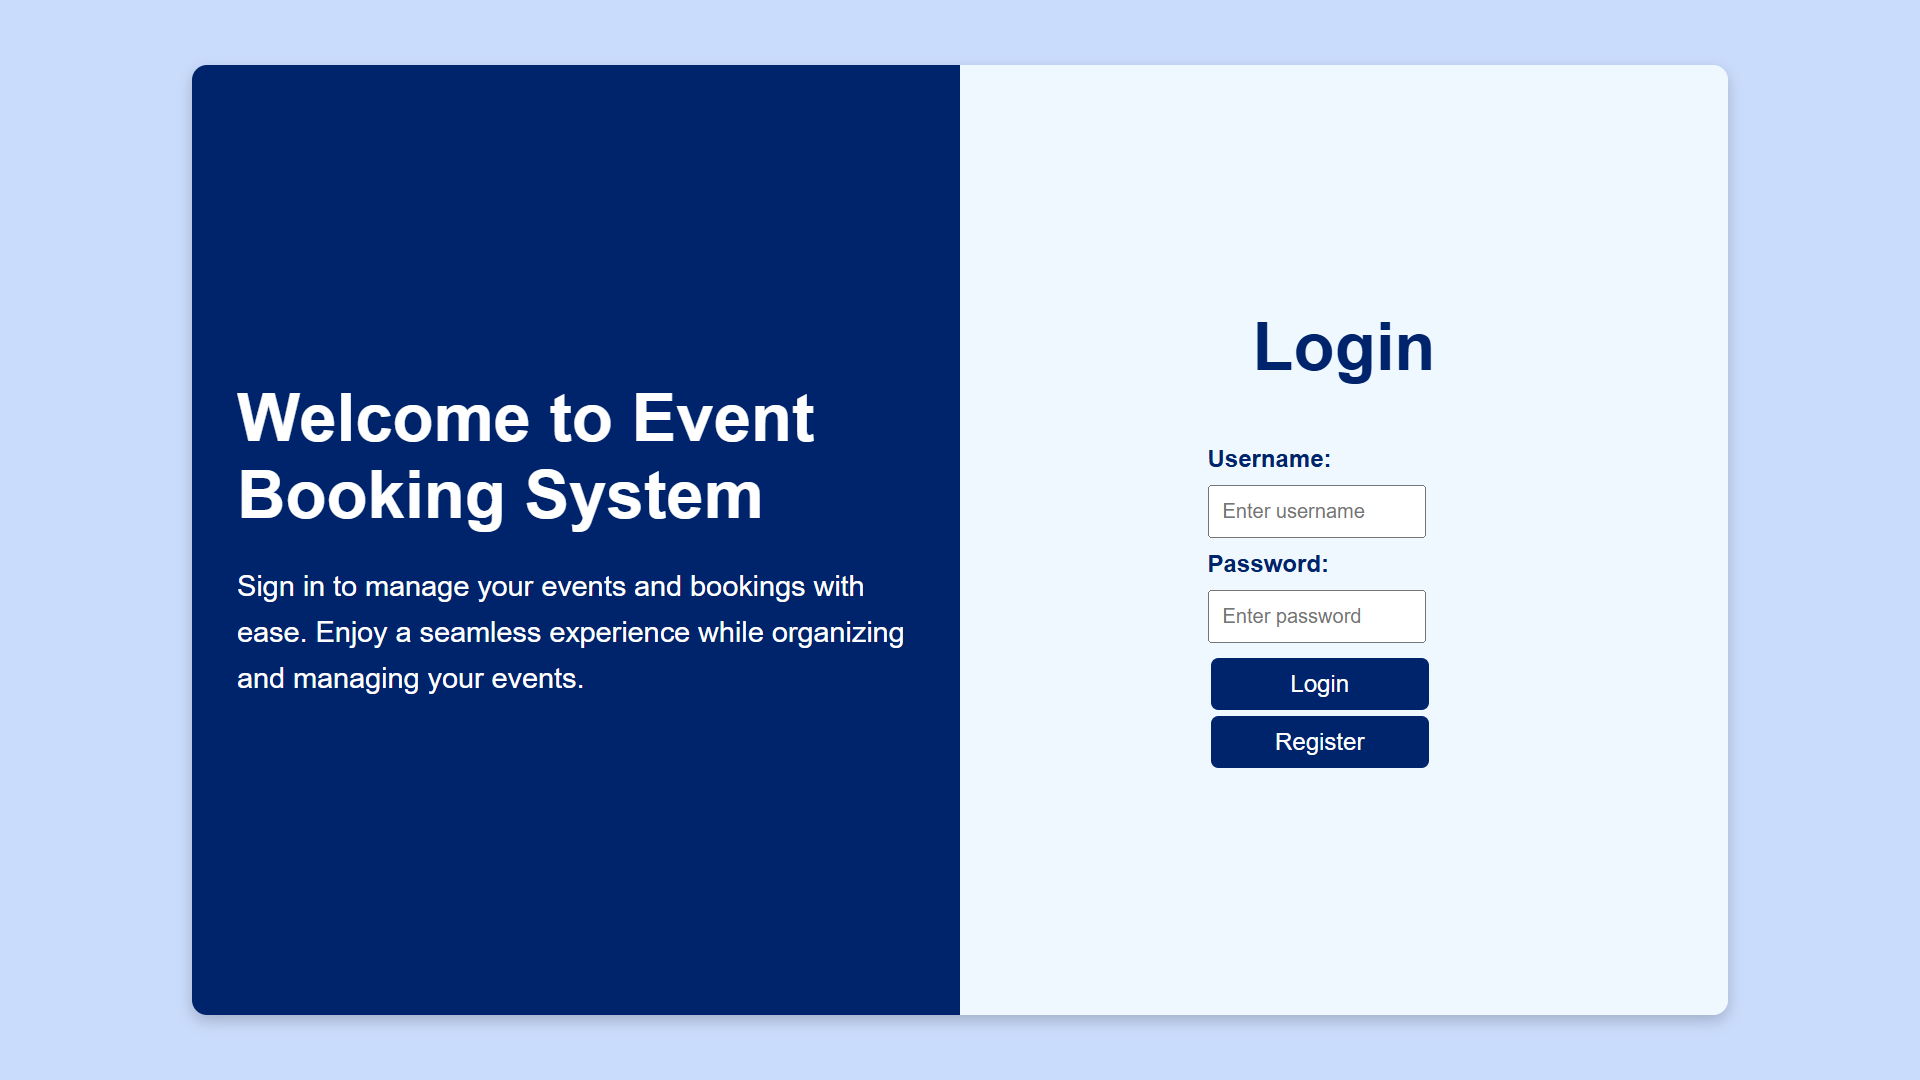 Welcome to Event
Booking System
Sign in to manage your events and bookings with
ease. Enjoy a seamless experience while organizing
and managing your events.
Login
Username:
Enter username
Password:
Enter password
Login
Register